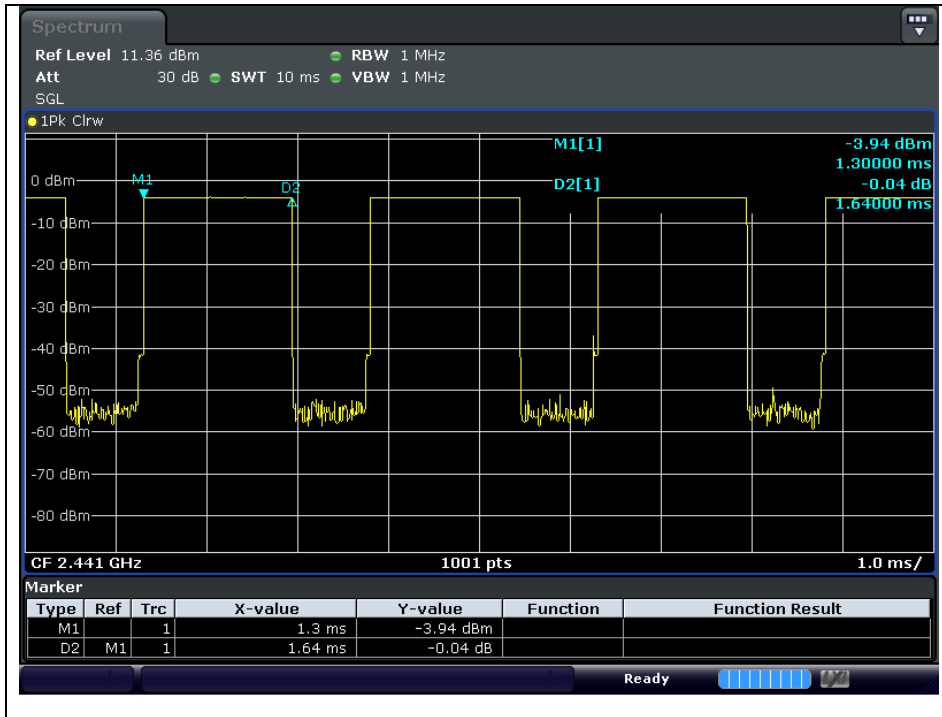 Spectrum
Ref Level 11.36 dBm RBW 1 MHz
Att 30 dB SWT 10 ms VBW 1 MHz
SGL
1Pk Clrw
M1[1] -3.94 dBm
1.30000 ms
0 dBm M1 D2 D2[1] -0.04 dB
1.64000 ms
-10 dBm
-20 dBm
-30 dBm
-40 dBm
-50 dBm
-60 dBm
-70 dBm
-80 dBm
CF 2.441 GHz 1001 pts 1.0 ms/
Marker
Type Ref Trc X-value Y-value Function Function Result
M1 1 1.3 ms -3.94 dBm
D2 M1 1 1.64 ms -0.04 dB
Ready